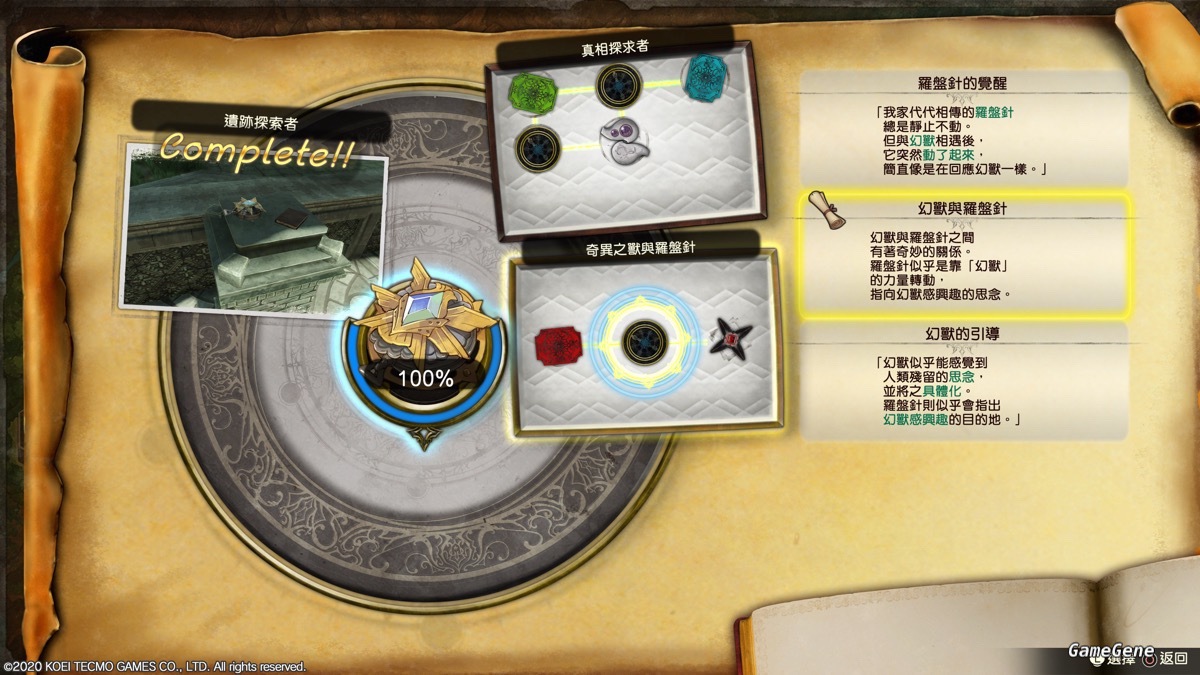 真相探求者
遺跡探索者
Complete!!
100%
奇異之獸與羅盤針
羅盤針的覺醒
「我家代代相傳的羅盤針
總是靜止不動。
但與幻獸相遇後，
它突然動了起來，
簡直像是在回應幻獸一樣。」
幻獸與羅盤針
幻獸與羅盤針之間
有著奇妙的關係。
羅盤針似乎是靠「幻獸」
的力量轉動，
指向幻獸感興趣的思念。
幻獸的引導
「幻獸似乎能感覺到
人類殘留的思念，
並將之具體化。
羅盤針則似乎會指出
幻獸感興趣的目的地。」
©2020 KOEI TECMO GAMES CO., LTD. All rights reserved.
GameGene
L 選擇 返回